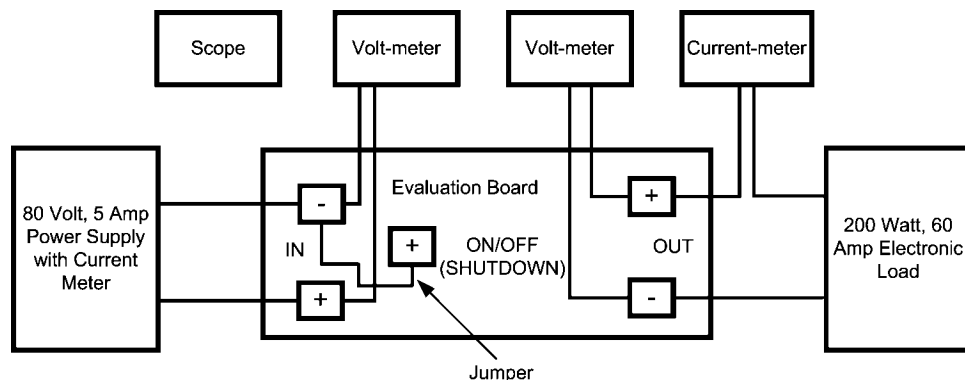 Scope
Volt-meter
Volt-meter
Current-meter
80 Volt, 5 Amp
Power Supply
with Current
Meter
-
IN
+
Evaluation Board
+
ON/OFF
(SHUTDOWN)
+
OUT
-
200 Watt, 60
Amp Electronic
Load
Jumper